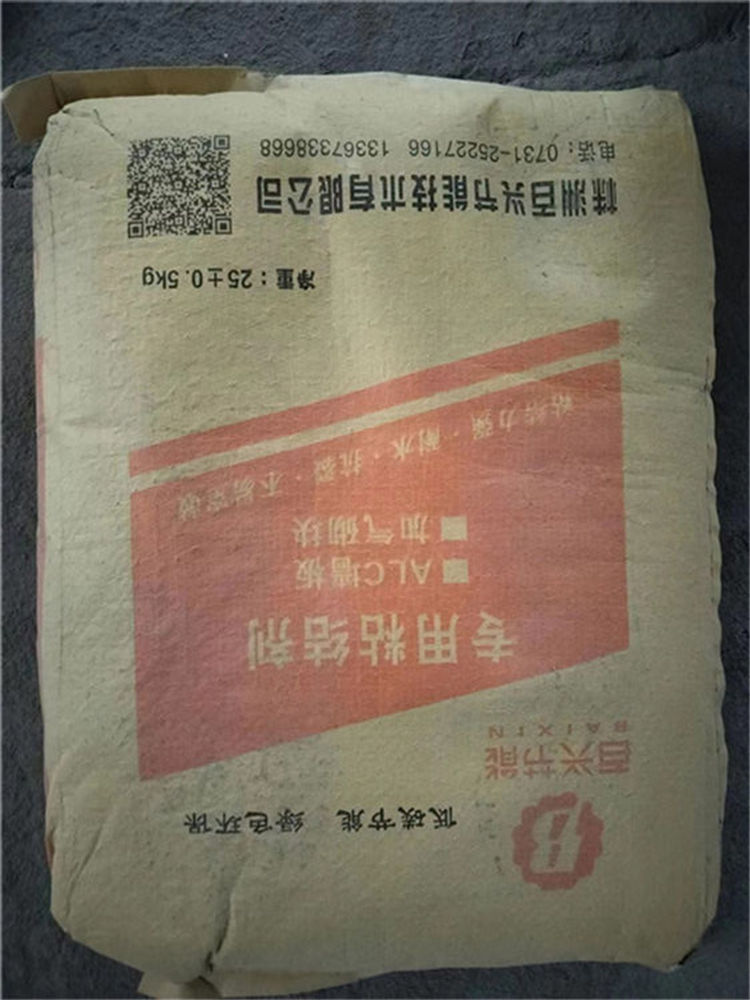 低碳节能 绿色环保
百兴节能
BAIXIN
专用粘结剂
■ALC墙板
■加气砌块
粘结力强·耐水·抗裂·不易空鼓
净重：25±0.5kg
株洲百兴节能技术有限公司
电话：0731-25227166 13367338668